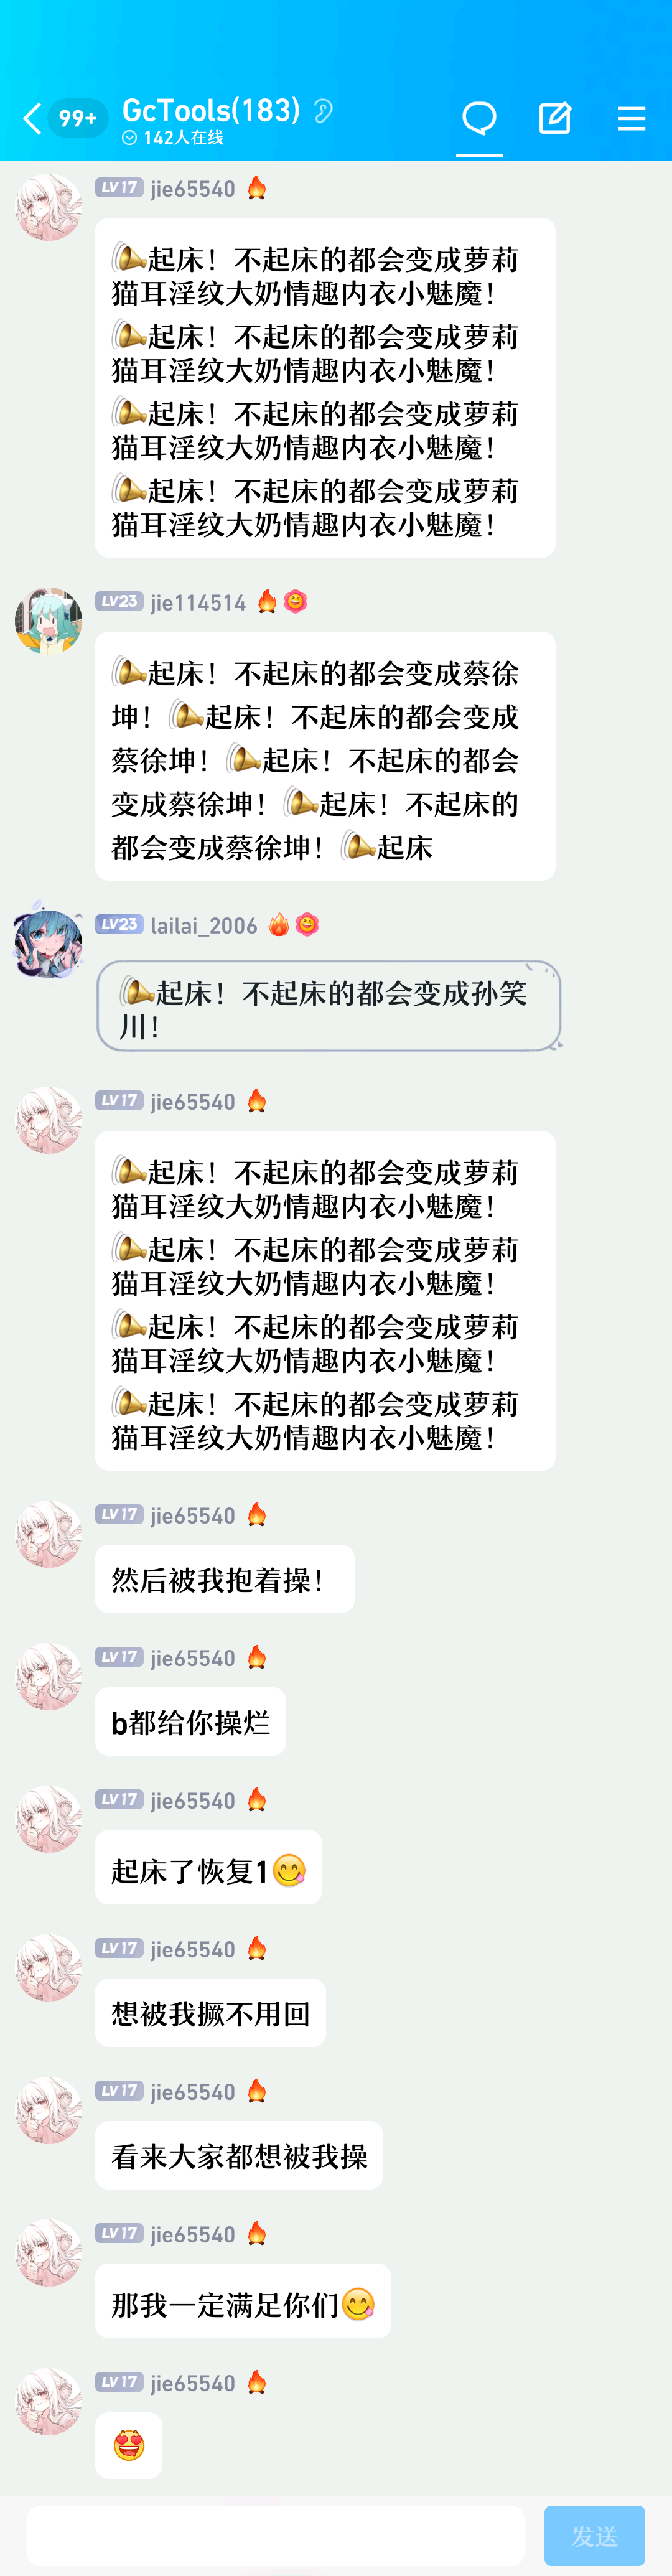 99+
GcTools(183)
142人在线
LV17 jie65540
起床！不起床的都会变成萝莉
猫耳淫纹大奶情趣内衣小魅魔！
起床！不起床的都会变成萝莉
猫耳淫纹大奶情趣内衣小魅魔！
起床！不起床的都会变成萝莉
猫耳淫纹大奶情趣内衣小魅魔！
起床！不起床的都会变成萝莉
猫耳淫纹大奶情趣内衣小魅魔！
LV23 jie114514
起床！不起床的都会变成蔡徐
坤！起床！不起床的都会变成
蔡徐坤！起床！不起床的都会
变成蔡徐坤！起床！不起床的
都会变成蔡徐坤！起床
LV23 lailai_2006
起床！不起床的都会变成孙笑
川！
LV17 jie65540
起床！不起床的都会变成萝莉
猫耳淫纹大奶情趣内衣小魅魔！
起床！不起床的都会变成萝莉
猫耳淫纹大奶情趣内衣小魅魔！
起床！不起床的都会变成萝莉
猫耳淫纹大奶情趣内衣小魅魔！
起床！不起床的都会变成萝莉
猫耳淫纹大奶情趣内衣小魅魔！
LV17 jie65540
然后被我抱着操！
LV17 jie65540
b都给你操烂
LV17 jie65540
起床了恢复1😋
LV17 jie65540
想被我撅不用回
LV17 jie65540
看来大家都想被我操
LV17 jie65540
那我一定满足你们😋
LV17 jie65540
😍
发送